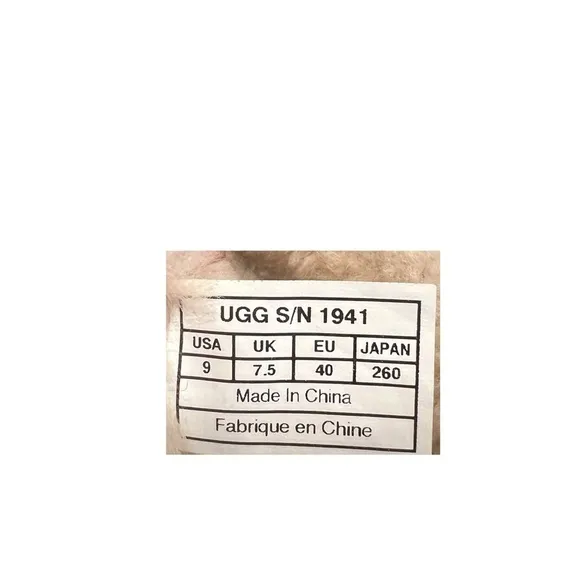 UGG S/N 1941
USA UK EU JAPAN
9 7.5 40 260
Made In China
Fabrique en Chine